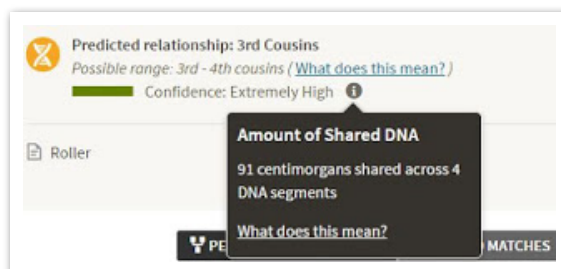 Predicted relationship: 3rd Cousins
Possible range: 3rd - 4th cousins ( What does this mean? )
Confidence: Extremely High
Amount of Shared DNA
Roller
91 centimorgans shared across 4
DNA segments
What does this mean?
MATCHES